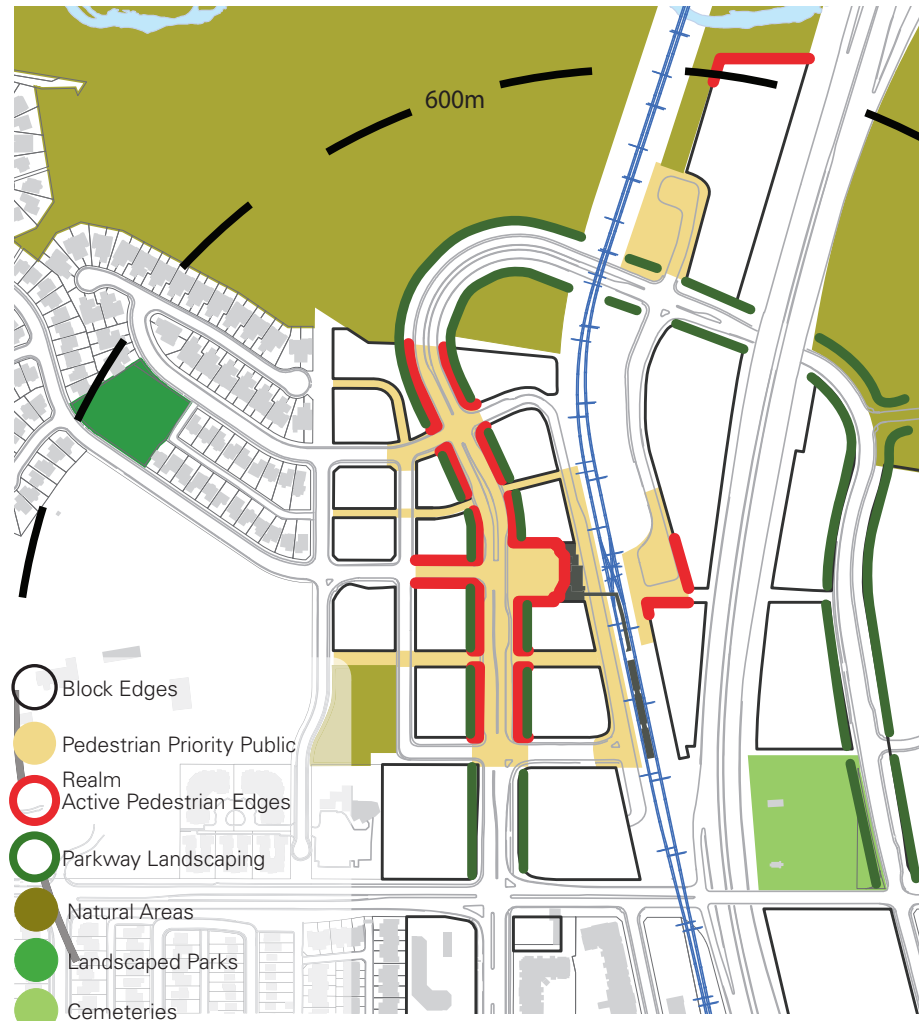 600m
Block Edges
Pedestrian Priority Public
Realm
Active Pedestrian Edges
Parkway Landscaping
Natural Areas
Landscaped Parks
Cemeteries